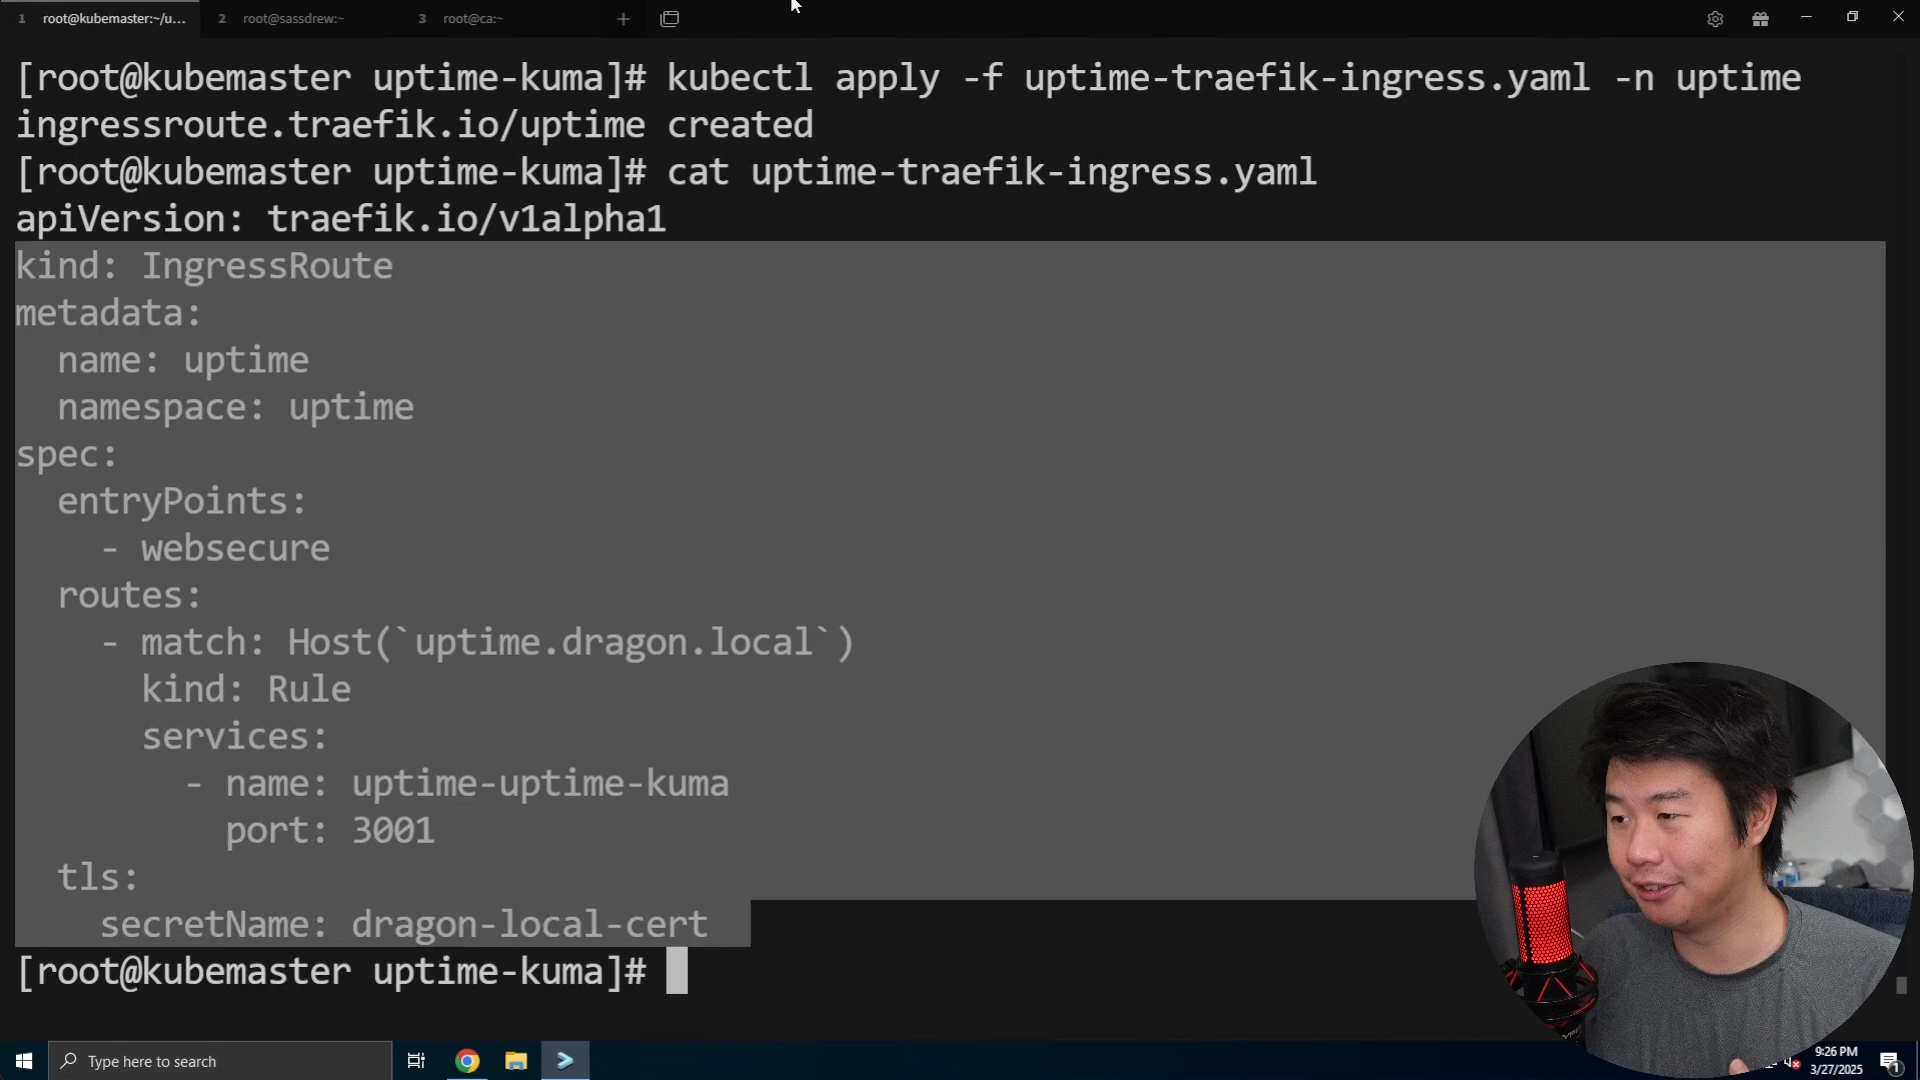 1 root@kubemaster:~/u... 2 root@sassdrew:~ 3 root@ca:~
[root@kubemaster uptime-kuma]# kubectl apply -f uptime-traefik-ingress.yaml -n uptime
ingressroute.traefik.io/uptime created
[root@kubemaster uptime-kuma]# cat uptime-traefik-ingress.yaml
apiVersion: traefik.io/v1alpha1
kind: IngressRoute
metadata:
  name: uptime
  namespace: uptime
spec:
  entryPoints:
    - websecure
  routes:
    - match: Host(`uptime.dragon.local`)
      kind: Rule
      services:
        - name: uptime-uptime-kuma
          port: 3001
  tls:
    secretName: dragon-local-cert
[root@kubemaster uptime-kuma]#
Type here to search
9:26 PM
3/27/2025
1